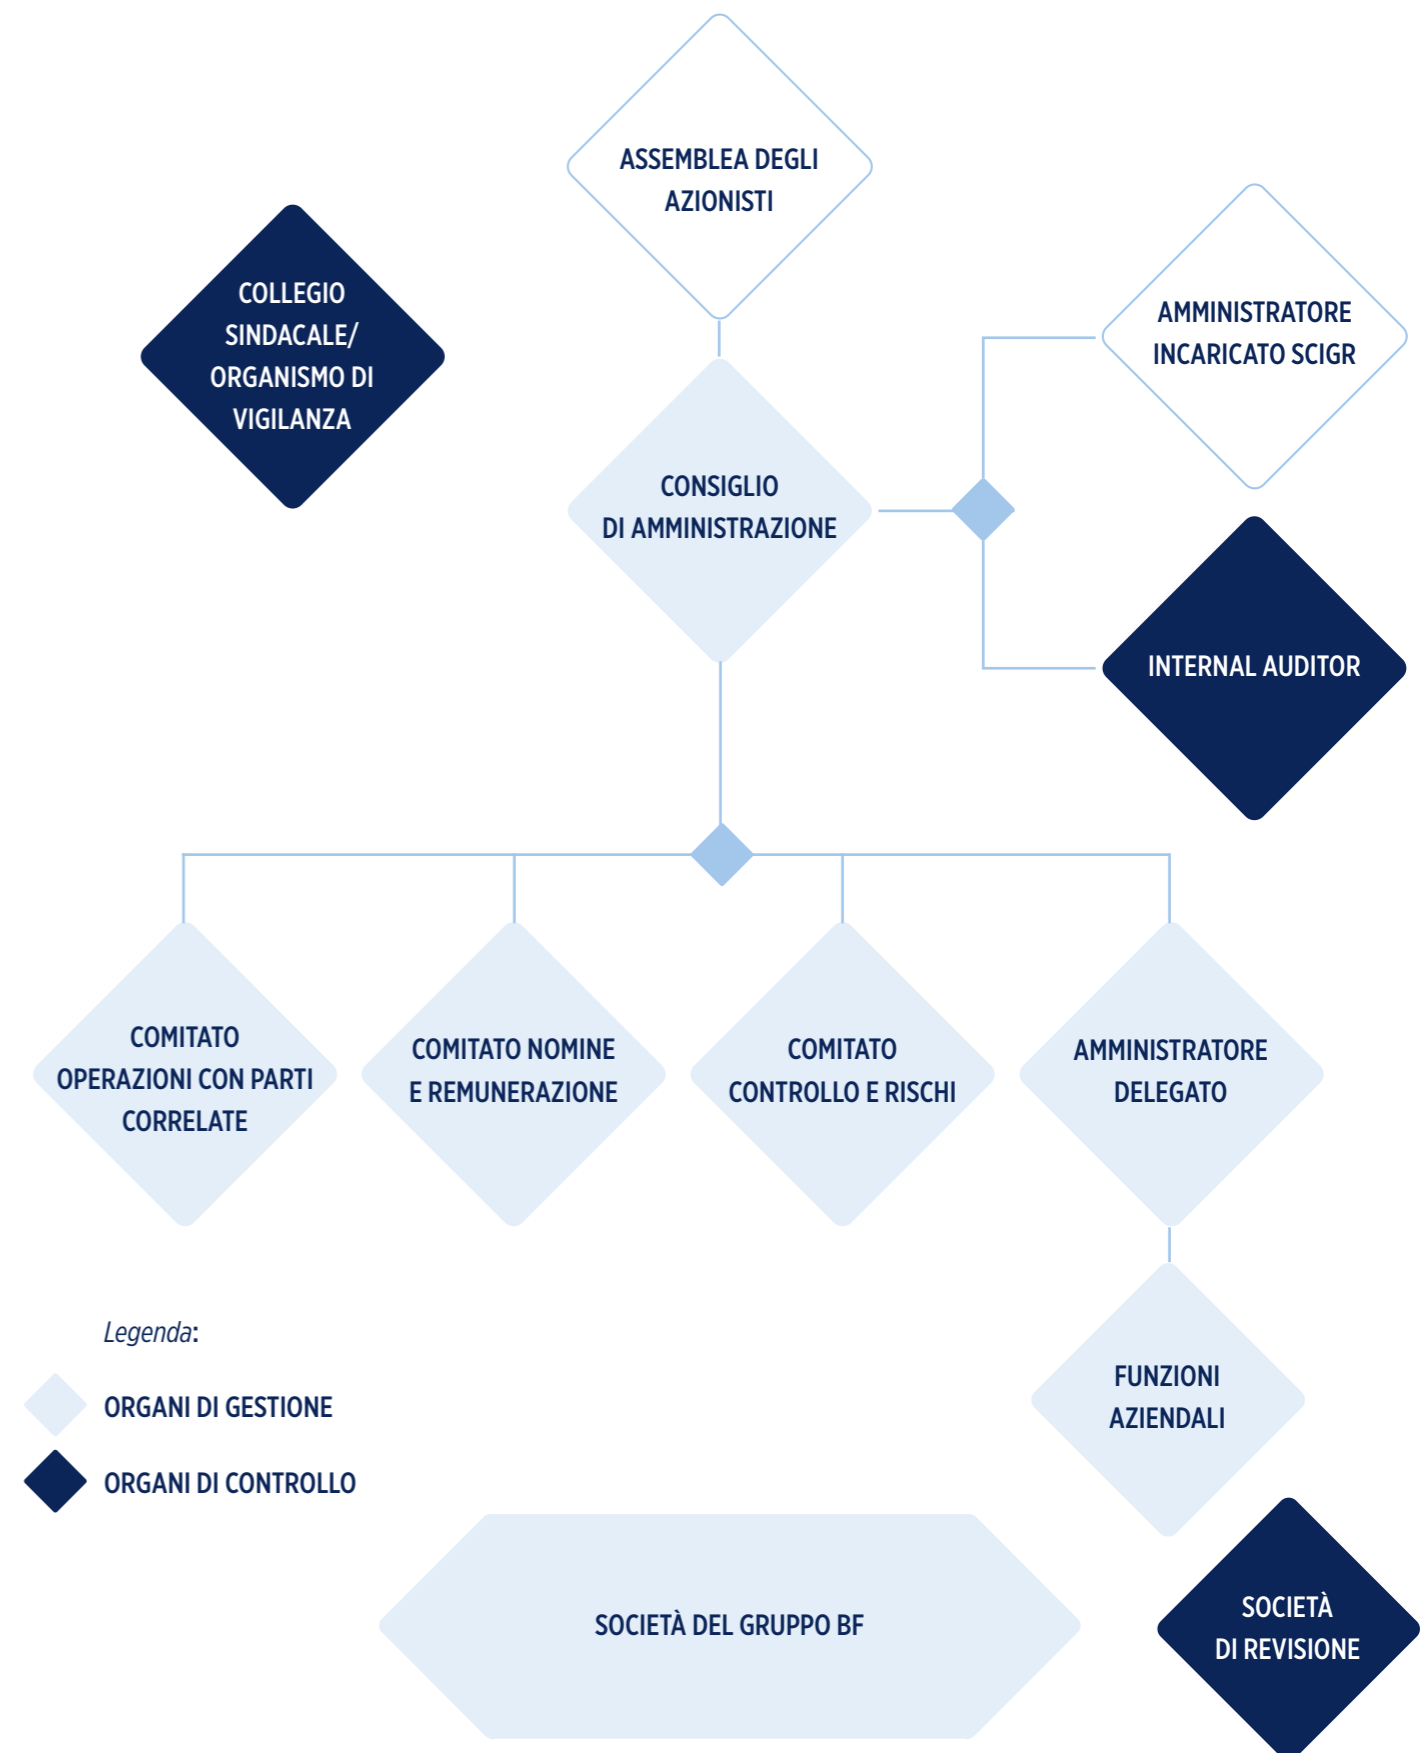 ASSEMBLEA DEGLI
AZIONISTI
COLLEGIO
SINDACALE/
ORGANISMO DI
VIGILANZA
AMMINISTRATORE
INCARICATO SCIGR
CONSIGLIO
DI AMMINISTRAZIONE
INTERNAL AUDITOR
COMITATO
OPERAZIONI CON PARTI
CORRELATE
COMITATO NOMINE
E REMUNERAZIONE
COMITATO
CONTROLLO E RISCHI
AMMINISTRATORE
DELEGATO
FUNZIONI
AZIENDALI
Legenda:
ORGANI DI GESTIONE
ORGANI DI CONTROLLO
SOCIETÀ DEL GRUPPO BF
SOCIETÀ
DI REVISIONE